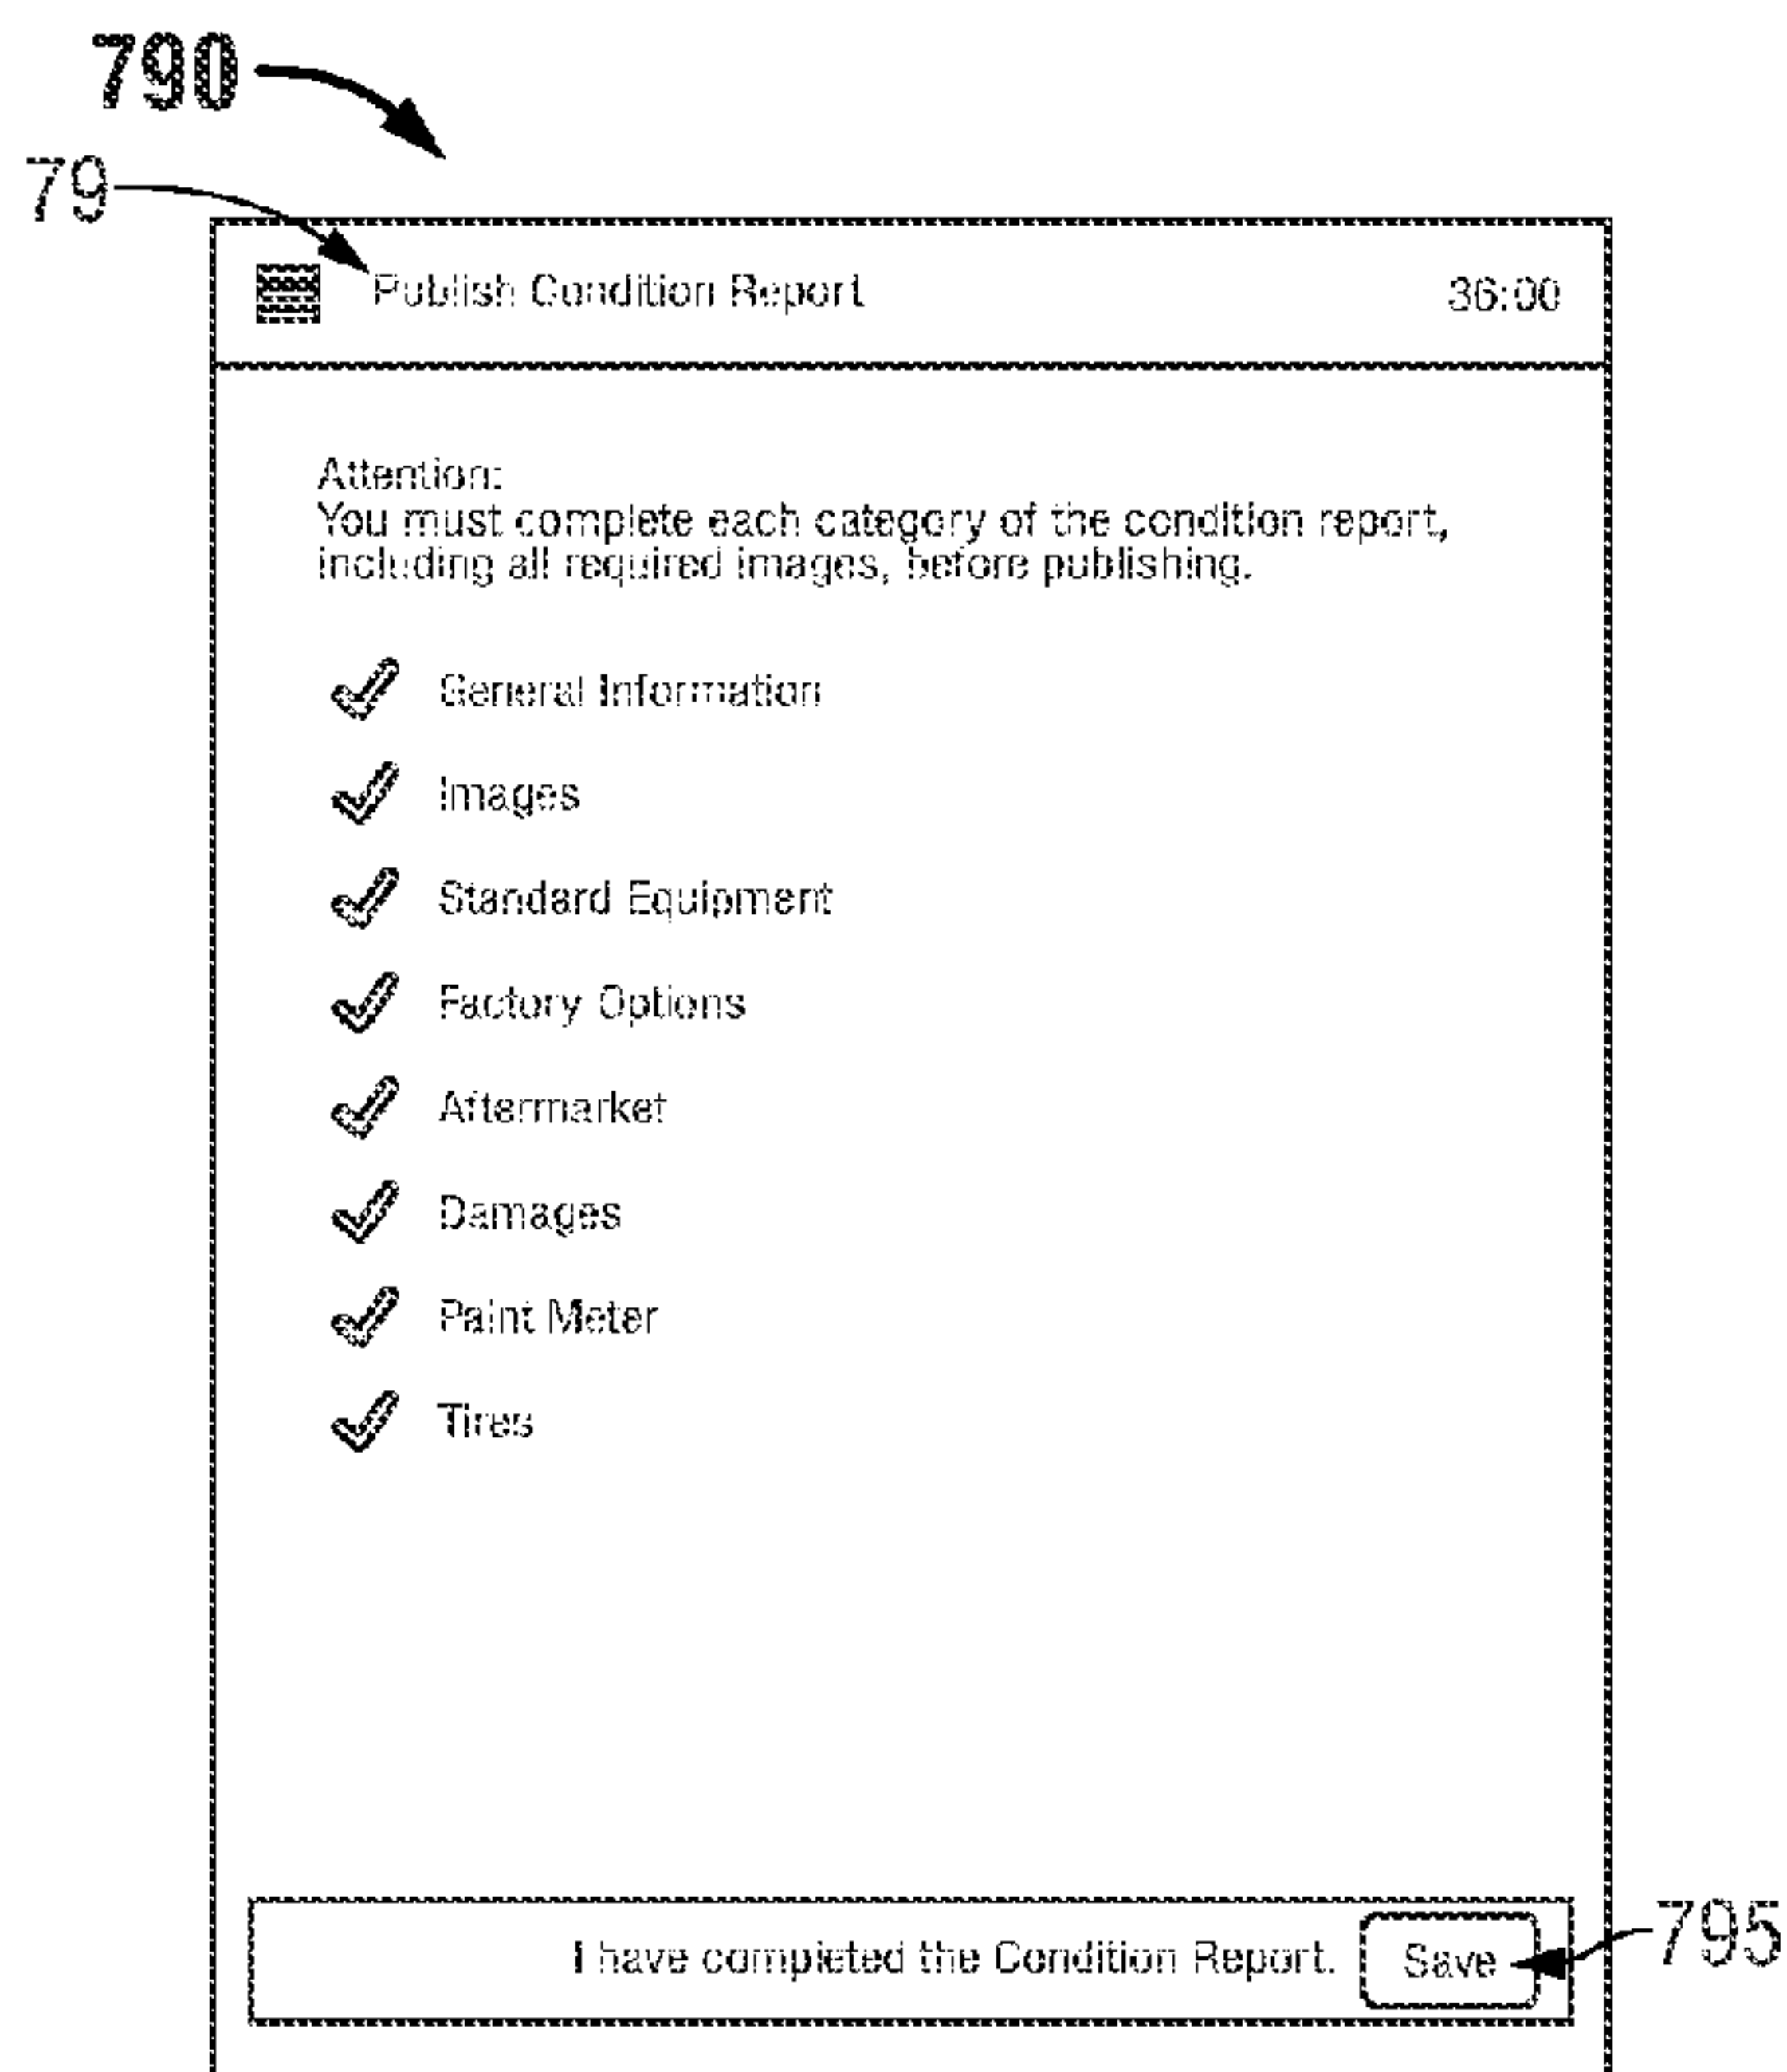 790
79
Publish Condition Report 36:00
Attention:
You must complete each category of the condition report,
including all required images, before publishing.
General Information
Images
Standard Equipment
Factory Options
Aftermarket
Damages
Paint Meter
Tires
I have completed the Condition Report. Save
795